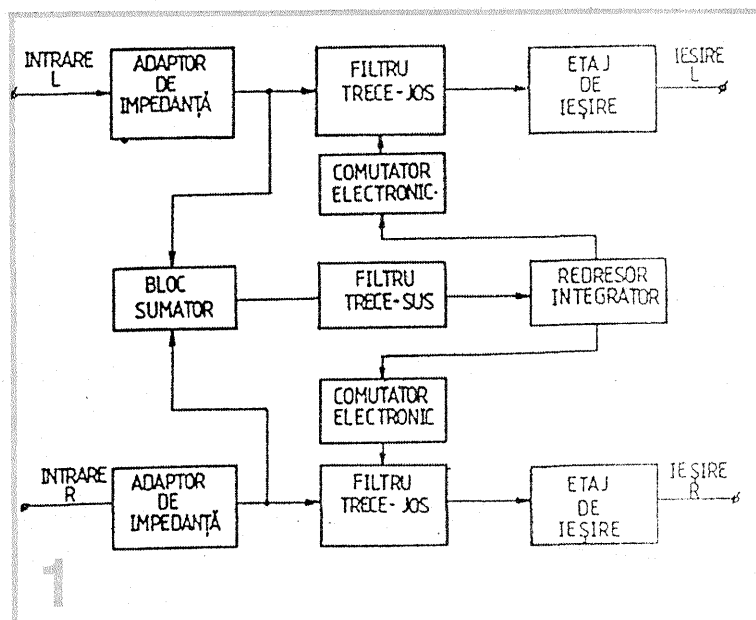 INTRARE
L
ADAPTOR
DE
IMPEDANȚĂ
FILTRU
TRECE-JOS
ETAJ
DE
IEȘIRE
IEȘIRE
L
COMUTATOR
ELECTRONIC
BLOC
SUMATOR
FILTRU
TRECE-SUS
REDRESOR
INTEGRATOR
COMUTATOR
ELECTRONIC
INTRARE
R
ADAPTOR
DE
IMPEDANȚĂ
FILTRU
TRECE-JOS
ETAJ
DE
IEȘIRE
IEȘIRE
R
1